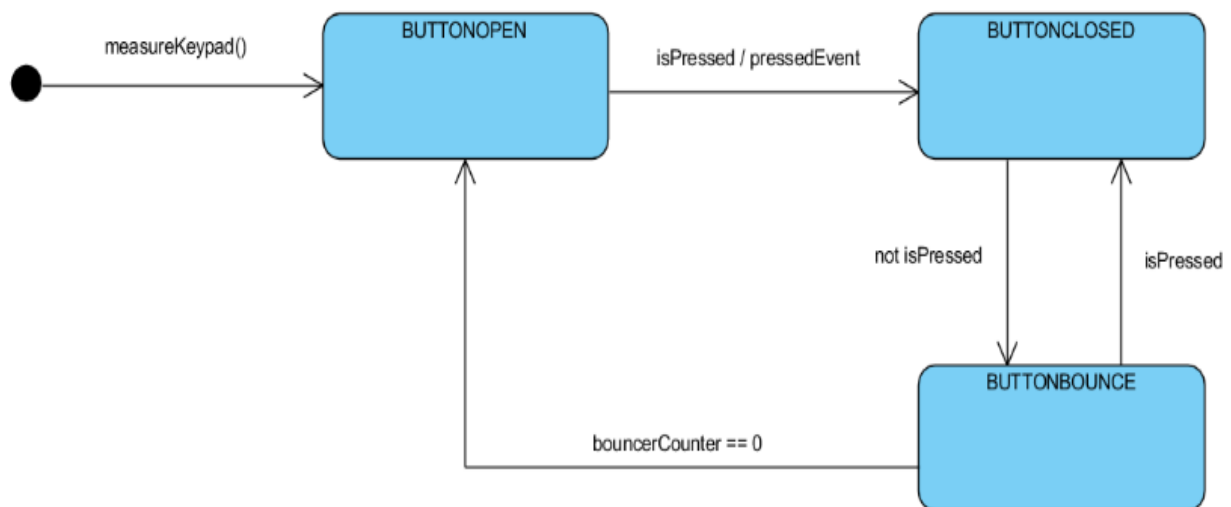 BUTTONOPEN
BUTTONCLOSED
measureKeypad()
isPressed / pressedEvent
not isPressed
isPressed
BUTTONBOUNCE
bouncerCounter == 0